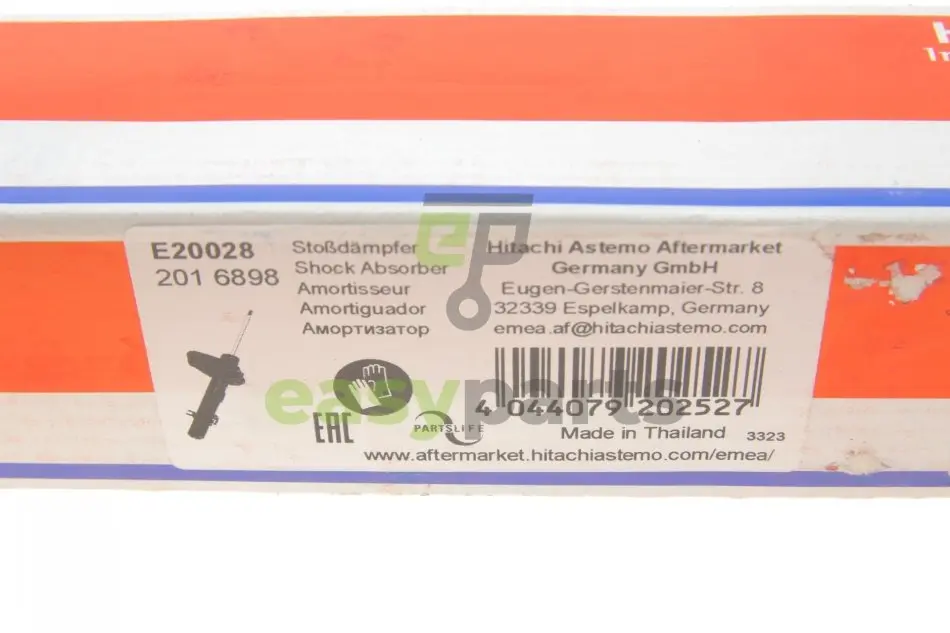 E20028
201 6898
Stoßdämpfer
Shock Absorber
Amortisseur
Amortiguador
Амортизатор
Hitachi Astemo Aftermarket
Germany GmbH
Eugen-Gerstenmaier-Str. 8
32339 Espelkamp, Germany
emea.af@hitachiastemo.com
easyparts
4 044079 202527
EAC
PARTSLIFE
Made in Thailand 3323
www.aftermarket.hitachiastemo.com/emea/